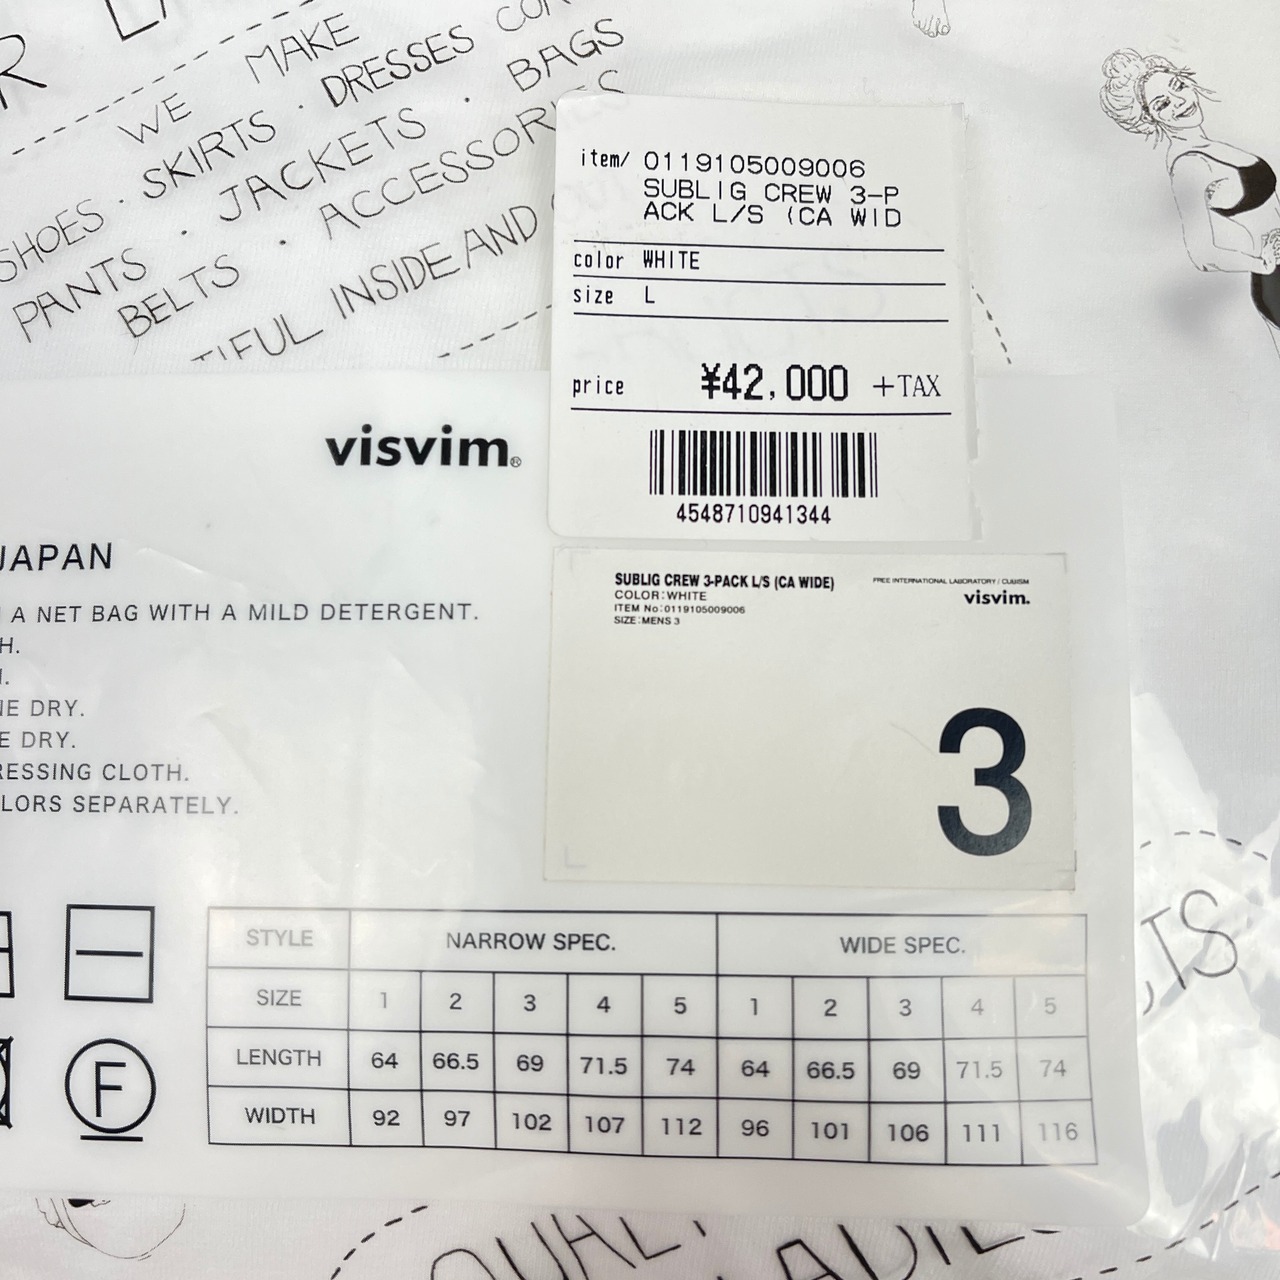 WE MAKE
SHOES · SKIRTS · DRESSES
PANTS · JACKETS · BAGS
BELTS · ACCESSORIES
INSIDE AND
item/ 0119105009006
SUBLIG CREW 3-P
ACK L/S (CA WID
color WHITE
size L
price ¥42,000 +TAX
4548710941344
visvim®
JAPAN
A NET BAG WITH A MILD DETERGENT.
H.
E DRY.
E DRY.
RESSING CLOTH.
LORS SEPARATELY.
SUBLIG CREW 3-PACK L/S (CA WIDE)
COLOR:WHITE
ITEM No:0119105009006
SIZE:MENS 3
FREE INTERNATIONAL LABORATORY / CUBISM
visvim.
3
F
STYLE NARROW SPEC. WIDE SPEC.
SIZE 1 2 3 4 5 1 2 3 4 5
LENGTH 64 66.5 69 71.5 74 64 66.5 69 71.5 74
WIDTH 92 97 102 107 112 96 101 106 111 116